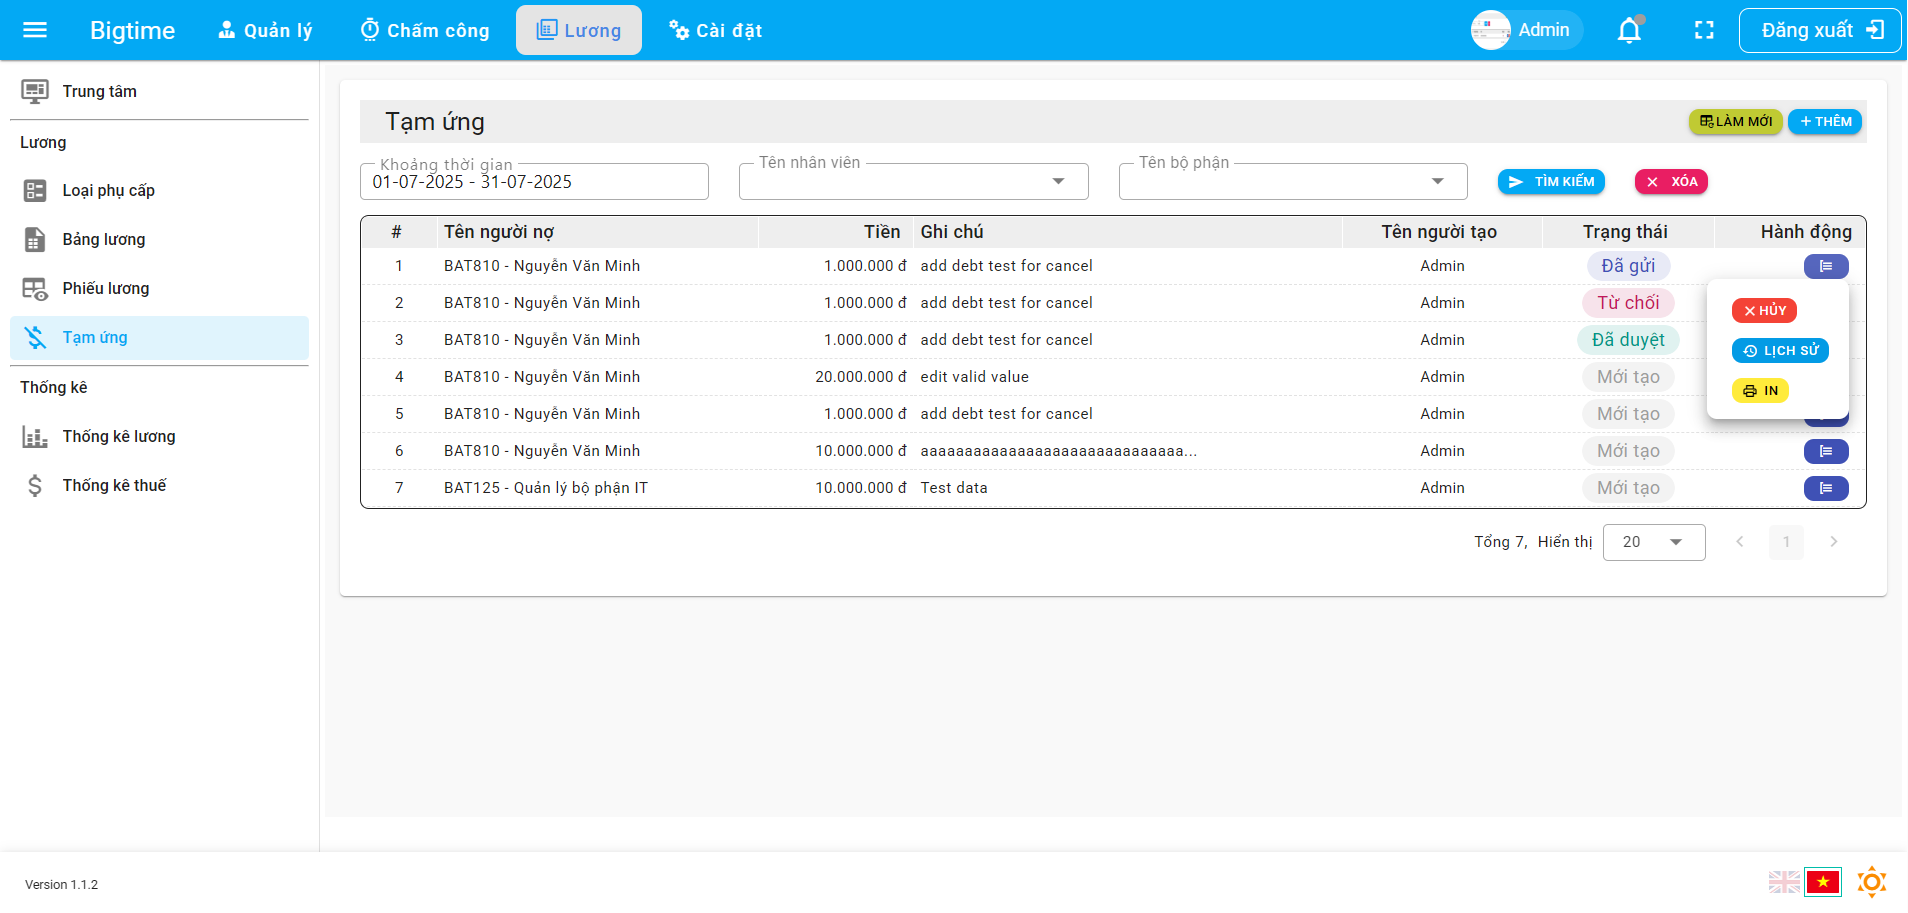 Bigtime Quản lý Chấm công Lương Cài đặt Admin Đăng xuất
Trung tâm
Lương
Loại phụ cấp
Bảng lương
Phiếu lương
Tạm ứng
Thống kê
Thống kê lương
Thống kê thuế
Tạm ứng LÀM MỚI THÊM
Khoảng thời gian Tên nhân viên Tên bộ phận
01-07-2025 - 31-07-2025 TÌM KIẾM XÓA
# Tên người nợ Tiền Ghi chú Tên người tạo Trạng thái Hành động
1 BAT810 - Nguyễn Văn Minh 1.000.000 đ add debt test for cancel Admin Đã gửi
2 BAT810 - Nguyễn Văn Minh 1.000.000 đ add debt test for cancel Admin Từ chối
3 BAT810 - Nguyễn Văn Minh 1.000.000 đ add debt test for cancel Admin Đã duyệt
4 BAT810 - Nguyễn Văn Minh 20.000.000 đ edit valid value Admin Mới tạo
5 BAT810 - Nguyễn Văn Minh 1.000.000 đ add debt test for cancel Admin Mới tạo
6 BAT810 - Nguyễn Văn Minh 10.000.000 đ aaaaaaaaaaaaaaaaaaaaaaaaaaaaaa... Admin Mới tạo
7 BAT125 - Quản lý bộ phận IT 10.000.000 đ Test data Admin Mới tạo
HỦY
LỊCH SỬ
IN
Tổng 7, Hiển thị 20 1
Version 1.1.2